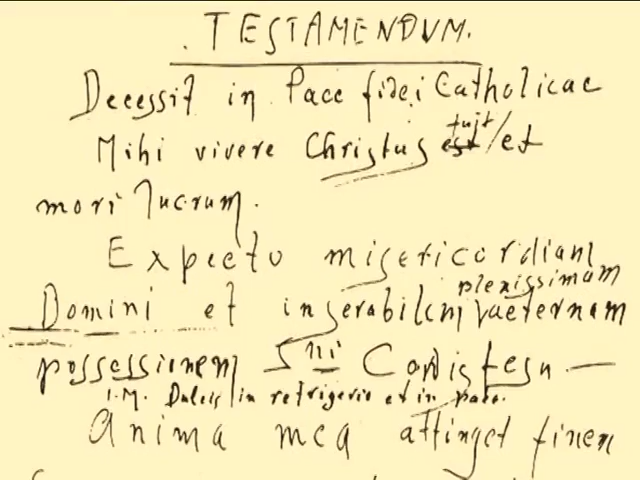 TESTAMENDUM.
Decessit in Pace fidei Catholicae
Mihi vivere Christus est fuit/et
mori lucrum.
Expecto misericordiam
Domini et inserabilem plenissimam aeternam
possessionem Sni Cordis Jesu —
I.M. Dulcis in refrigerio et in pace.
Anima mea attinget finem